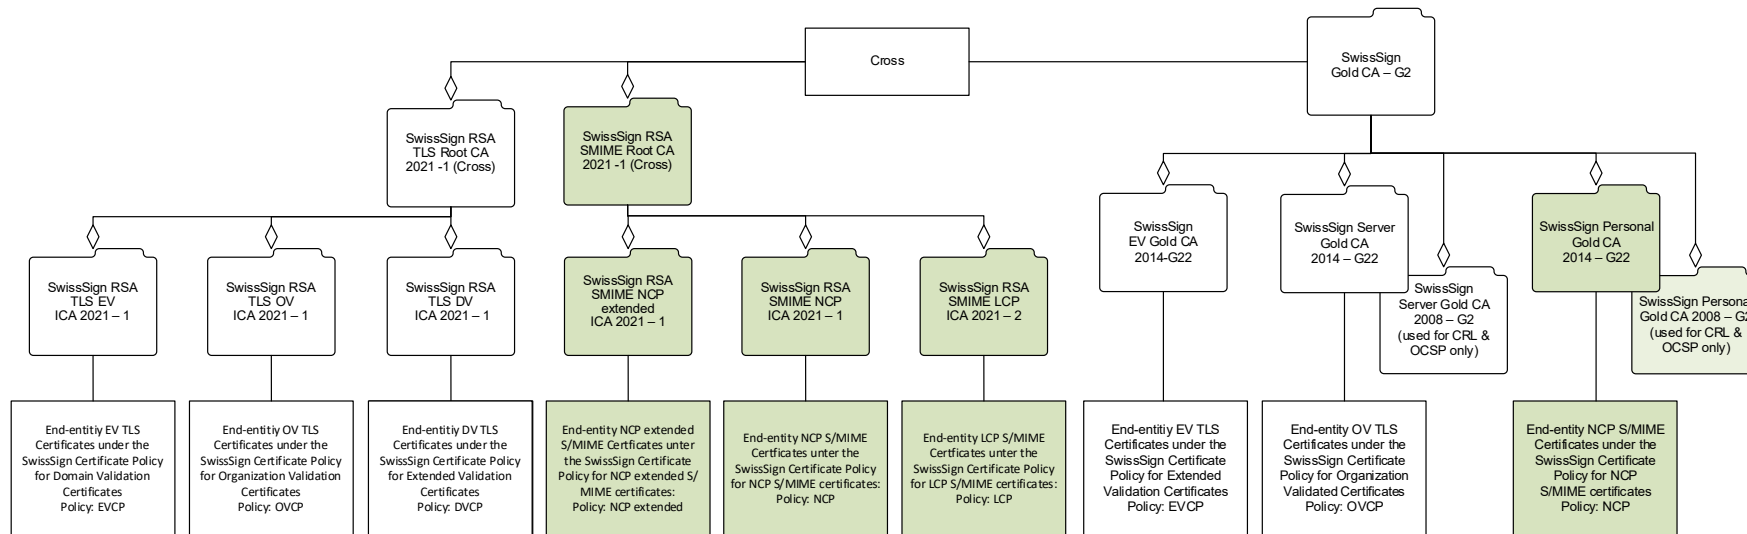 Cross
SwissSign
Gold CA – G2
SwissSign RSA
TLS Root CA
2021 -1 (Cross)
SwissSign RSA
SMIME Root CA
2021 -1 (Cross)
SwissSign RSA
TLS EV
ICA 2021 – 1
SwissSign RSA
TLS OV
ICA 2021 – 1
SwissSign RSA
TLS DV
ICA 2021 – 1
SwissSign RSA
SMIME NCP
extended
ICA 2021 – 1
SwissSign RSA
SMIME NCP
ICA 2021 – 1
SwissSign RSA
SMIME LCP
ICA 2021 – 2
SwissSign
EV Gold CA
2014-G22
SwissSign Server
Gold CA
2014 – G22
SwissSign
Server Gold CA
2008 – G2
(used for CRL &
OCSP only)
SwissSign Personal
Gold CA
2014 – G22
SwissSign Persona
Gold CA 2008 – G2
(used for CRL &
OCSP only)
End-entitiy EV TLS
Certificates under the
SwissSign Certificate Policy
for Domain Validation
Certificates
Policy: EVCP
End-entitiy OV TLS
Certificates under the
SwissSign Certificate Policy
for Organization Validation
Certificates
Policy: OVCP
End-entitiy DV TLS
Certificates under the
SwissSign Certificate Policy
for Extended Validation
Certificates
Policy: DVCP
End-entity NCP extended
S/MIME Certficates unter
the SwissSign Certificate
Policy for NCP extended S/
MIME certificates:
Policy: NCP extended
End-entity NCP S/MIME
Certficates unter the
SwissSign Certificate Policy
for NCP S/MIME certificates:
Policy: NCP
End-entity LCP S/MIME
Certficates unter the
SwissSign Certificate Policy
for LCP S/MIME certificates:
Policy: LCP
End-entitiy EV TLS
Certificates under the
SwissSign Certificate
Policy for Extended
Validation Certificates
Policy: EVCP
End-entity OV TLS
Certificates under the
SwissSign Certificate
Policy for Organization
Validated Certificates
Policy: OVCP
End-entity NCP S/MIME
Certificates under the
SwissSign Certificate
Policy for NCP
S/MIME certificates
Policy: NCP